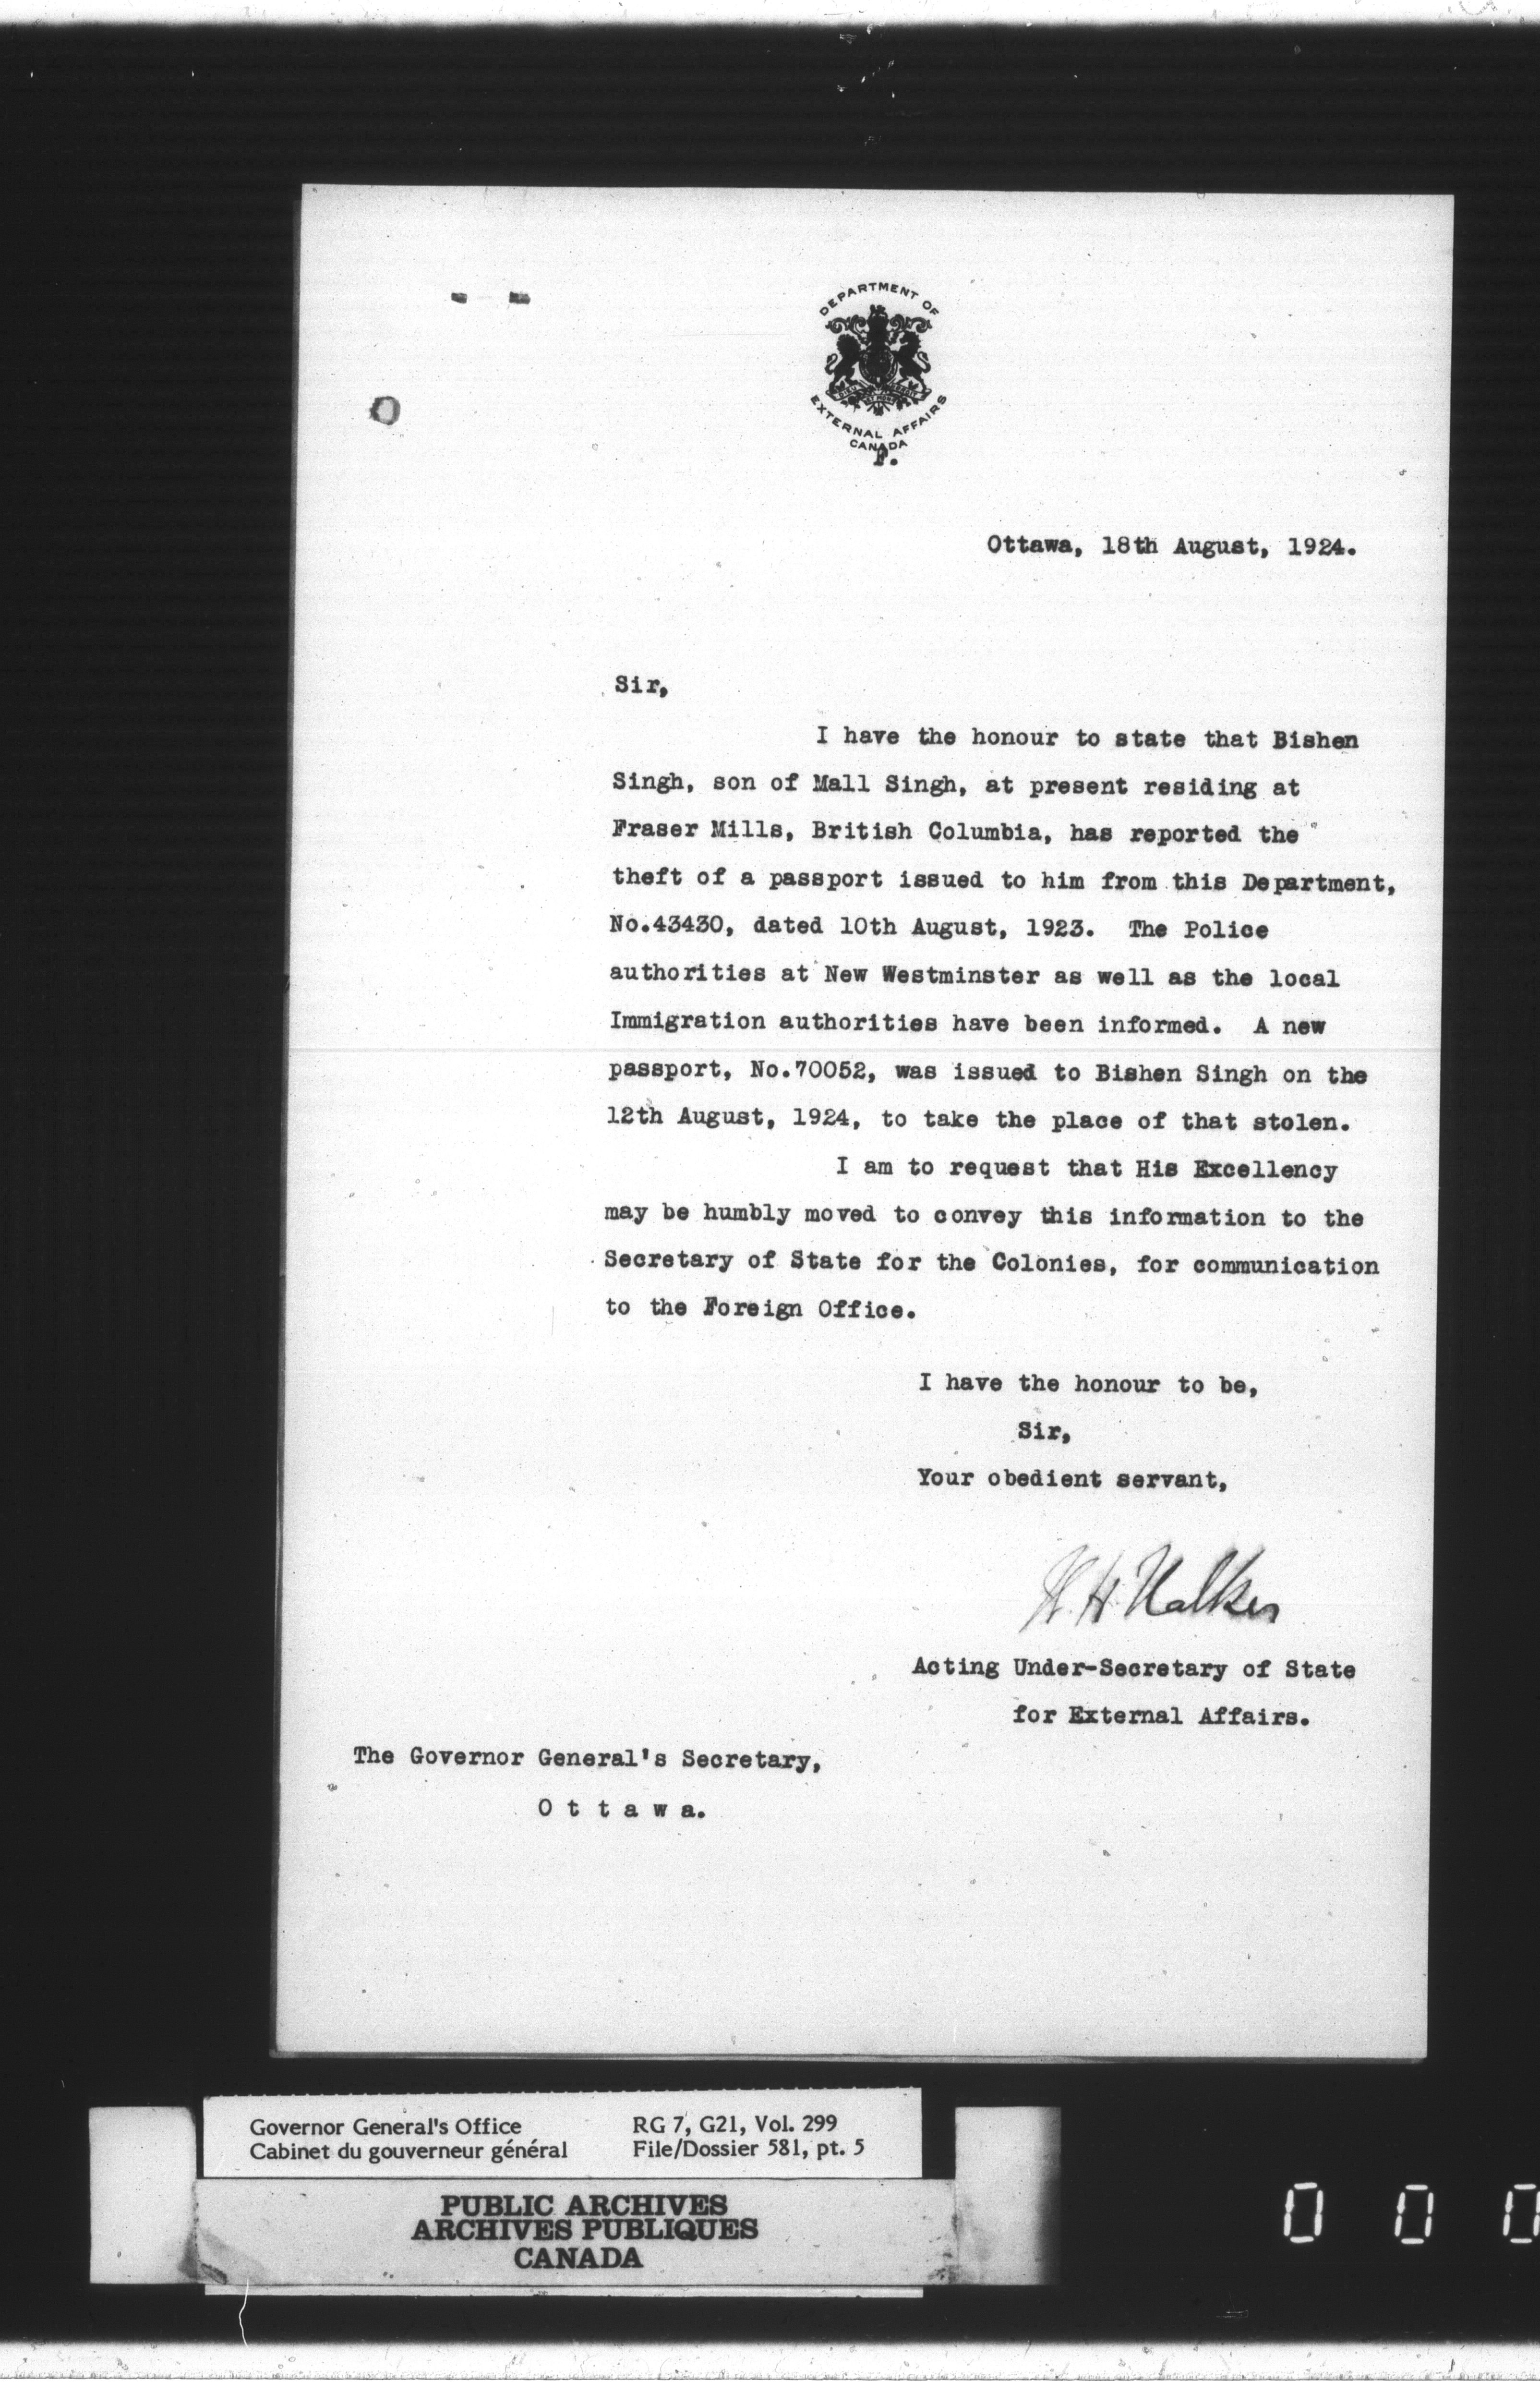 DEPARTMENT OF
EXTERNAL AFFAIRS
CANADA
F.
Ottawa, 18th August, 1924.
Sir,
I have the honour to state that Bishen
Singh, son of Mall Singh, at present residing at
Fraser Mills, British Columbia, has reported the
theft of a passport issued to him from this Department,
No.43430, dated 10th August, 1923. The Police
authorities at New Westminster as well as the local
Immigration authorities have been informed. A new
passport, No.70052, was issued to Bishen Singh on the
12th August, 1924, to take the place of that stolen.
I am to request that His Excellency
may be humbly moved to convey this information to the
Secretary of State for the Colonies, for communication
to the Foreign Office.
I have the honour to be,
Sir,
Your obedient servant,
W. H. Walker
Acting Under-Secretary of State
for External Affairs.
The Governor General's Secretary,
O t t a w a.
Governor General's Office RG 7, G21, Vol. 299
Cabinet du gouverneur général File/Dossier 581, pt. 5
PUBLIC ARCHIVES
ARCHIVES PUBLIQUES
CANADA
0 0 0